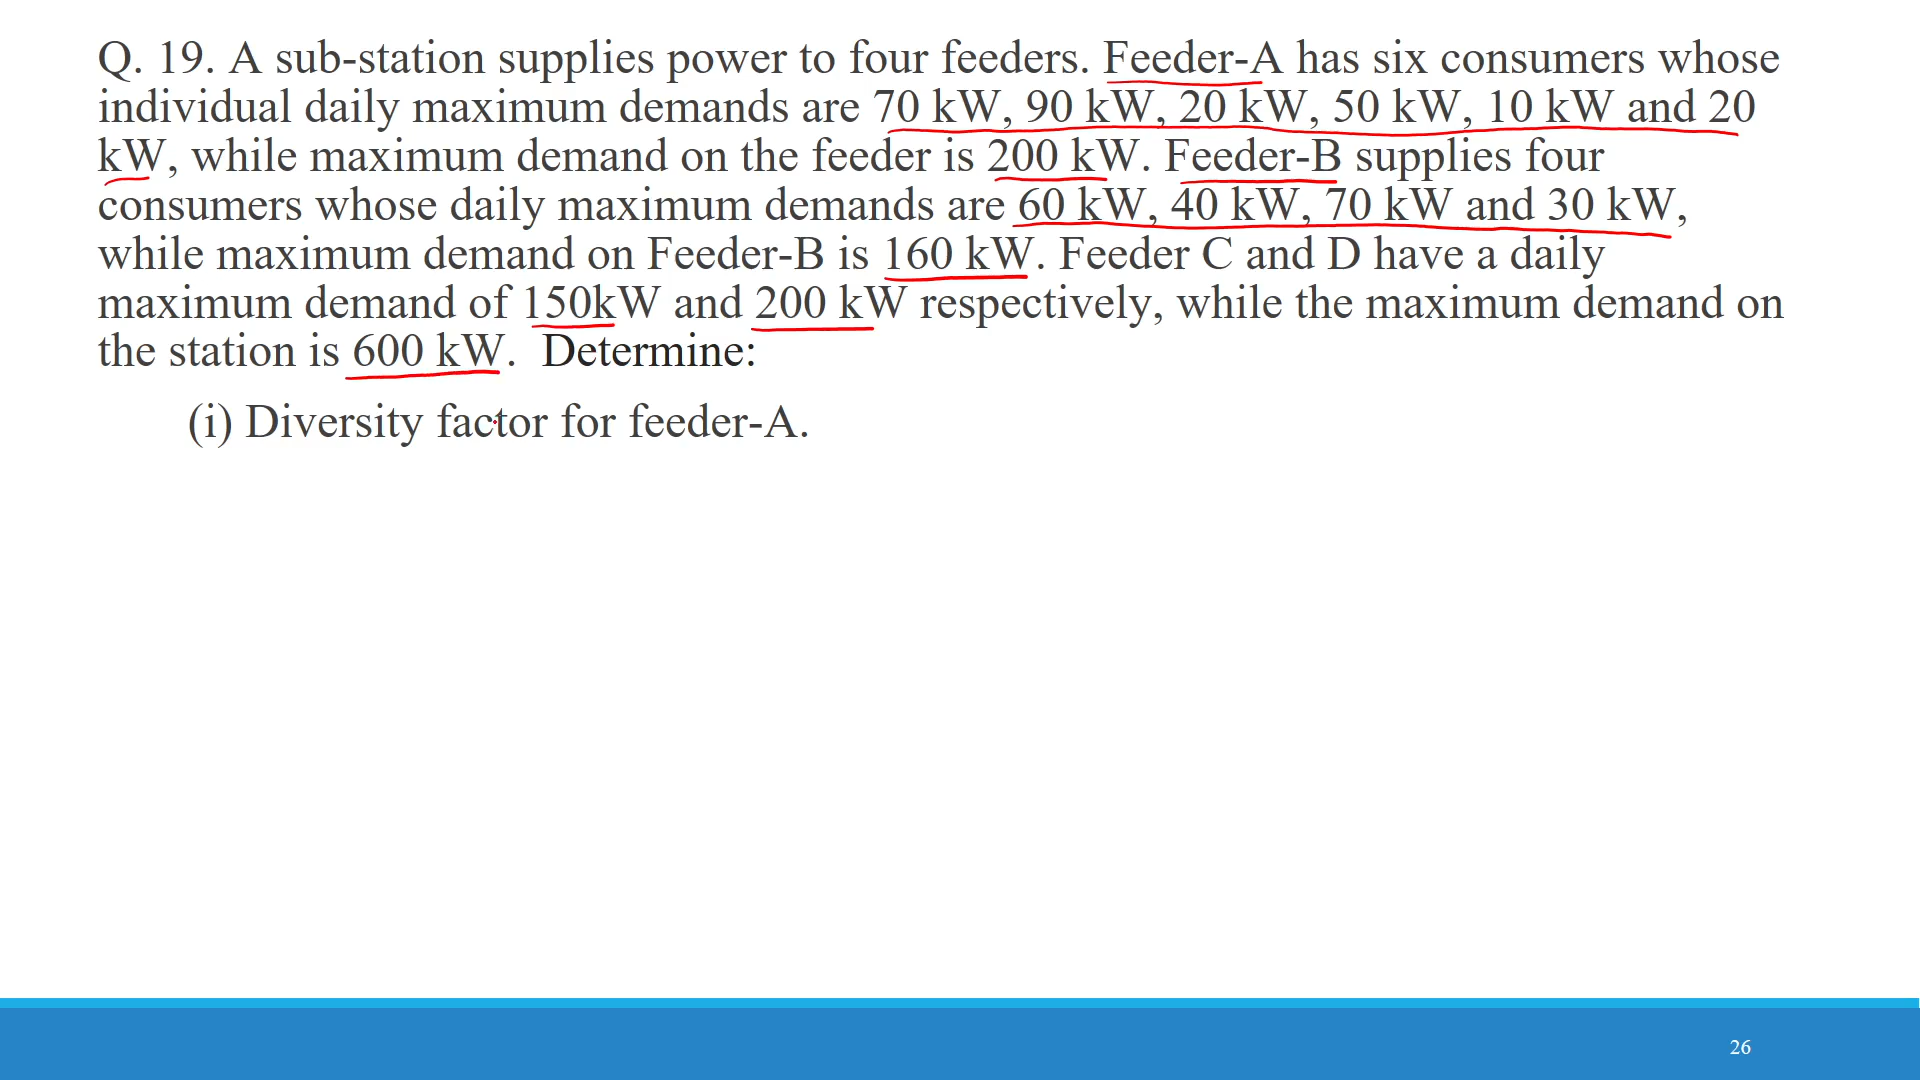 Q. 19. A sub-station supplies power to four feeders. Feeder-A has six consumers whose
individual daily maximum demands are 70 kW, 90 kW, 20 kW, 50 kW, 10 kW and 20
kW, while maximum demand on the feeder is 200 kW. Feeder-B supplies four
consumers whose daily maximum demands are 60 kW, 40 kW, 70 kW and 30 kW,
while maximum demand on Feeder-B is 160 kW. Feeder C and D have a daily
maximum demand of 150kW and 200 kW respectively, while the maximum demand on
the station is 600 kW.  Determine:
(i) Diversity factor for feeder-A.
26